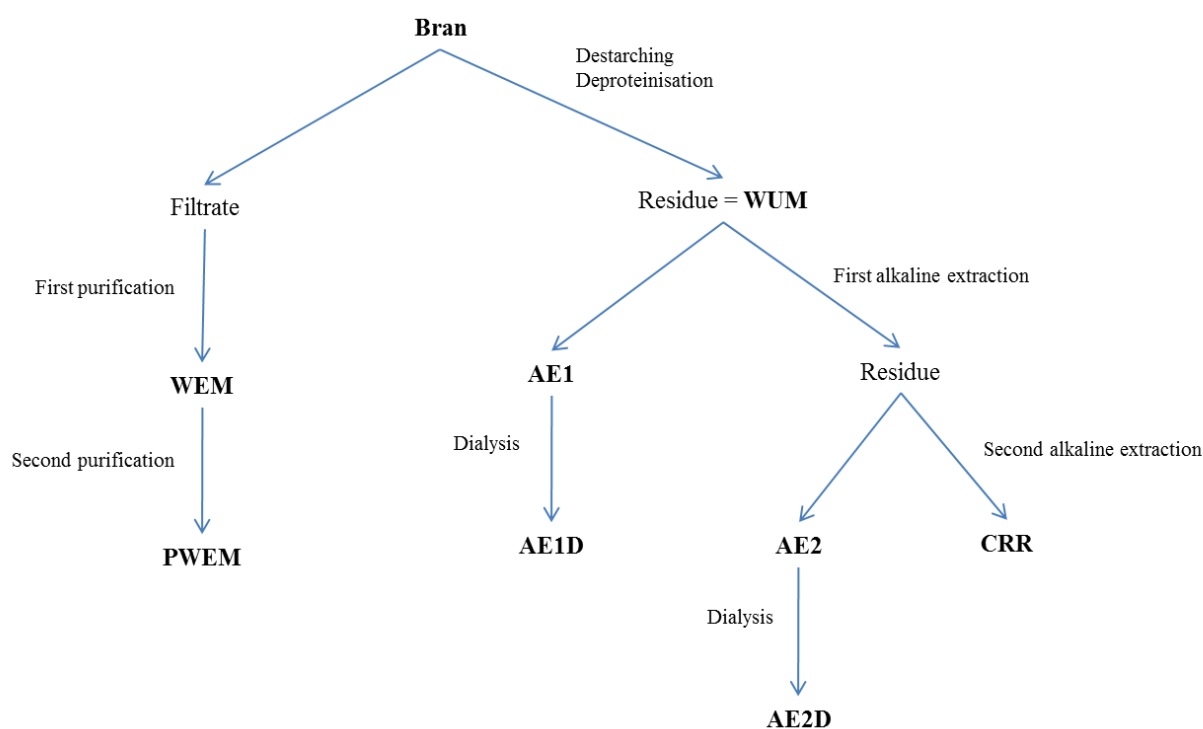 Bran
Destarching
Deproteinisation
Filtrate
Residue = WUM
First purification
First alkaline extraction
WEM
AE1
Residue
Second purification
Dialysis
Second alkaline extraction
PWEM
AE1D
AE2
CRR
Dialysis
AE2D